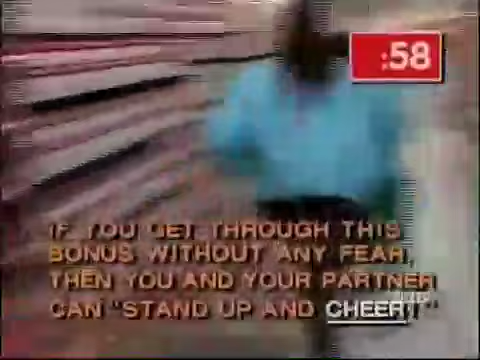 :58
IF YOU GET THROUGH THIS
BONUS WITHOUT ANY FEAR,
THEN YOU AND YOUR PARTNER
CAN "STAND UP AND CHEER!"